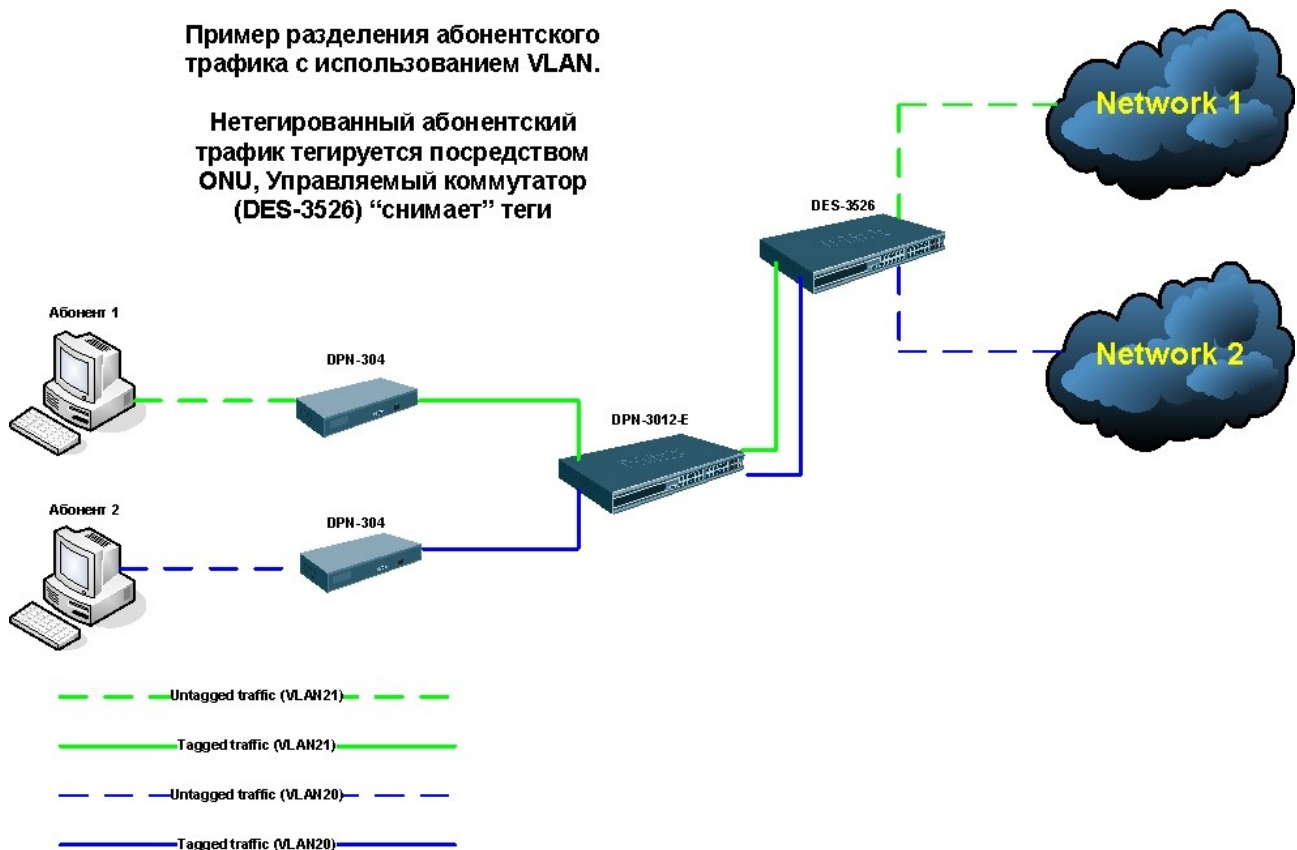 Пример разделения абонентского
трафика с использованием VLAN.
Нетегированный абонентский
трафик тегируется посредством
ONU, Управляемый коммутатор
(DES-3526) “снимает” теги
Network 1
DES-3526
Network 2
Абонент 1
DPN-304
DPN-3012-E
Абонент 2
DPN-304
Untagged traffic (VLAN21)
Tagged traffic (VLAN21)
Untagged traffic (VLAN20)
Tagged traffic (VLAN20)